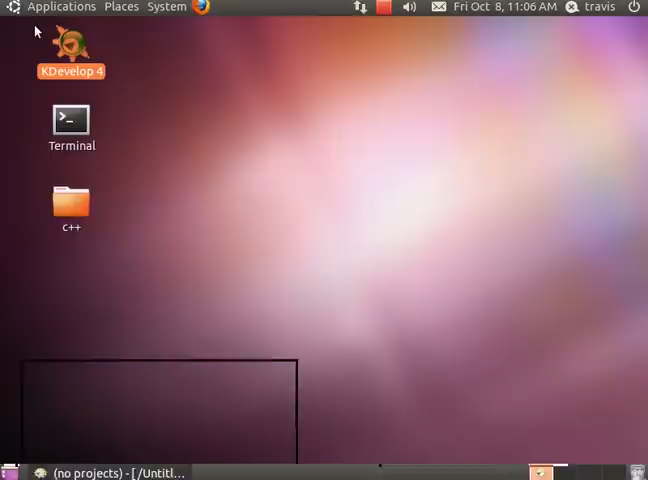 Applications Places System Fri Oct 8, 11:06 AM travis
KDevelop 4
>_
Terminal
c++
(no projects) - [ /Untitl...